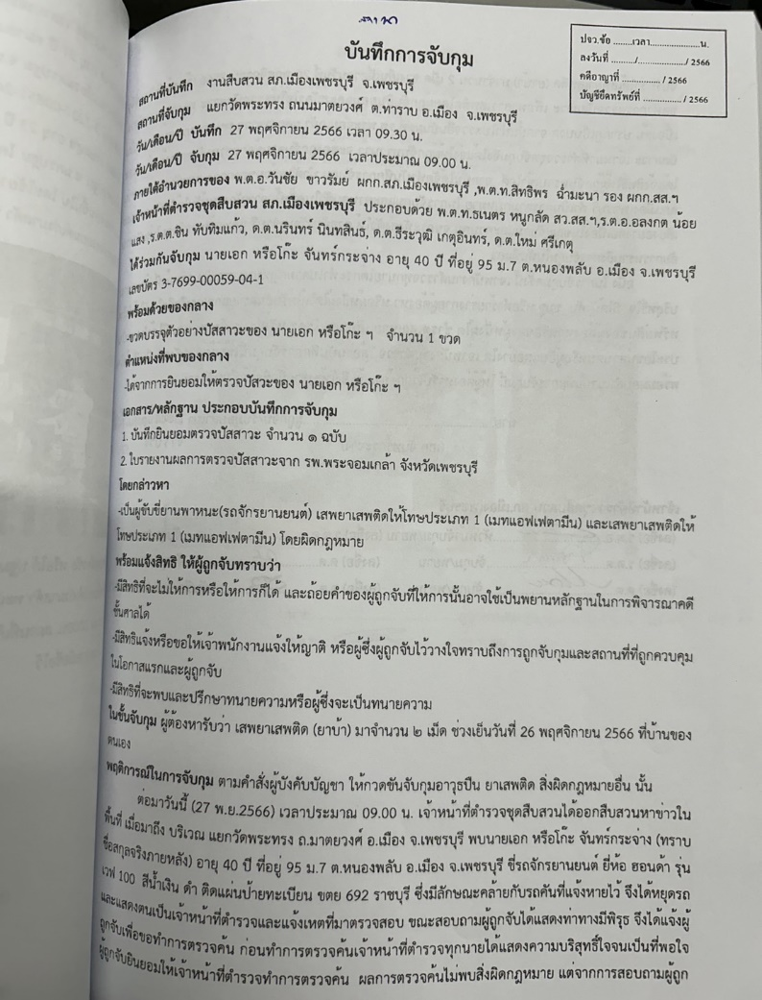 สำเนา
บันทึกการจับกุม
ปจว.ข้อ ........เวลา......................น.
ลงวันที่ ........./................../ 2566
คดีอาญาที่ ................ / 2566
บัญชียึดทรัพย์ที่ ................ / 2566
สถานที่บันทึก งานสืบสวน สภ.เมืองเพชรบุรี จ.เพชรบุรี
สถานที่จับกุม แยกวัดพระทรง ถนนมาตยวงศ์ ต.ท่าราบ อ.เมือง จ.เพชรบุรี
วัน/เดือน/ปี บันทึก 27 พฤศจิกายน 2566 เวลา 09.30 น.
วัน/เดือน/ปี จับกุม 27 พฤศจิกายน 2566 เวลาประมาณ 09.00 น.
ภายใต้อำนวยการของ พ.ต.อ.วันชัย ขาวรัมย์ ผกก.สภ.เมืองเพชรบุรี ,พ.ต.ท.สิทธิพร ฉ่ำมะนา รอง ผกก.สส.ฯ
เจ้าหน้าที่ตำรวจชุดสืบสวน สภ.เมืองเพชรบุรี ประกอบด้วย พ.ต.ท.ธเนตร หนูกลัด สว.สส.ฯ,ร.ต.อ.อลงกต น้อย
แสง ,ร.ต.ต.ชิน ทับทิมแก้ว, ด.ต.นรินทร์ นินทสินธ์, ด.ต.ธีระวุฒิ เกตุอินทร์, ด.ต.ใหม่ ศรีเกตุ
ได้ร่วมกันจับกุม นายเอก หรือโก๊ะ จันทร์กระจ่าง อายุ 40 ปี ที่อยู่ 95 ม.7 ต.หนองพลับ อ.เมือง จ.เพชรบุรี
เลขบัตร 3-7699-00059-04-1
พร้อมด้วยของกลาง
-ขวดบรรจุตัวอย่างปัสสาวะของ นายเอก หรือโก๊ะ ฯ จำนวน 1 ขวด
ตำแหน่งที่พบของกลาง
-ได้จากการยินยอมให้ตรวจปัสวะของ นายเอก หรือโก๊ะ ฯ
เอกสาร/หลักฐาน ประกอบบันทึกการจับกุม
1. บันทึกยินยอมตรวจปัสสาวะ จำนวน ๑ ฉบับ
2. ใบรายงานผลการตรวจปัสสาวะจาก รพ.พระจอมเกล้า จังหวัดเพชรบุรี
โดยกล่าวหา
-เป็นผู้ขับขี่ยานพาหนะ(รถจักรยานยนต์) เสพยาเสพติดให้โทษประเภท 1 (เมทแอฟเฟตามีน) และเสพยาเสพติดให้
โทษประเภท 1 (เมทแอฟเฟตามีน) โดยผิดกฎหมาย
พร้อมแจ้งสิทธิ ให้ผู้ถูกจับทราบว่า
-มีสิทธิที่จะไม่ให้การหรือให้การก็ได้ และถ้อยคำของผู้ถูกจับที่ให้การนั้นอาจใช้เป็นพยานหลักฐานในการพิจารณาคดี
ชั้นศาลได้
-มีสิทธิแจ้งหรือขอให้เจ้าพนักงานแจ้งให้ญาติ หรือผู้ซึ่งผู้ถูกจับไว้วางใจทราบถึงการถูกจับกุมและสถานที่ที่ถูกควบคุม
ในโอกาสแรกและผู้ถูกจับ
-มีสิทธิที่จะพบและปรึกษาทนายความหรือผู้ซึ่งจะเป็นทนายความ
ในชั้นจับกุม ผู้ต้องหารับว่า เสพยาเสพติด (ยาบ้า) มาจำนวน ๒ เม็ด ช่วงเย็นวันที่ 26 พฤศจิกายน 2566 ที่บ้านของ
ตนเอง
พฤติการณ์ในการจับกุม ตามคำสั่งผู้บังคับบัญชา ให้กวดขันจับกุมอาวุธปืน ยาเสพติด สิ่งผิดกฎหมายอื่น นั้น
ต่อมาวันนี้ (27 พ.ย.2566) เวลาประมาณ 09.00 น. เจ้าหน้าที่ตำรวจชุดสืบสวนได้ออกสืบสวนหาข่าวใน
พื้นที่ เมื่อมาถึง บริเวณ แยกวัดพระทรง ถ.มาตยวงศ์ อ.เมือง จ.เพชรบุรี พบนายเอก หรือโก๊ะ จันทร์กระจ่าง (ทราบ
ชื่อสกุลจริงภายหลัง) อายุ 40 ปี ที่อยู่ 95 ม.7 ต.หนองพลับ อ.เมือง จ.เพชรบุรี ขี่รถจักรยานยนต์ ยี่ห้อ ฮอนด้า รุ่น
เวฟ 100 สีน้ำเงิน ดำ ติดแผ่นป้ายทะเบียน ขตย 692 ราชบุรี ซึ่งมีลักษณะคล้ายกับรถคันที่แจ้งหายไว้ จึงได้หยุดรถ
และแสดงตนเป็นเจ้าหน้าที่ตำรวจและแจ้งเหตที่มาตรวจสอบ ขณะสอบถามผู้ถูกจับได้แสดงท่าทางมีพิรุธ จึงได้แจ้งผู้
ถูกจับเพื่อขอทำการตรวจค้น ก่อนทำการตรวจค้นเจ้าหน้าที่ตำรวจทุกนายได้แสดงความบริสุทธิ์ใจจนเป็นที่พอใจ
ผู้ถูกจับยินยอมให้เจ้าหน้าที่ตำรวจทำการตรวจค้น ผลการตรวจค้นไม่พบสิ่งผิดกฎหมาย แต่จากการสอบถามผู้ถูก